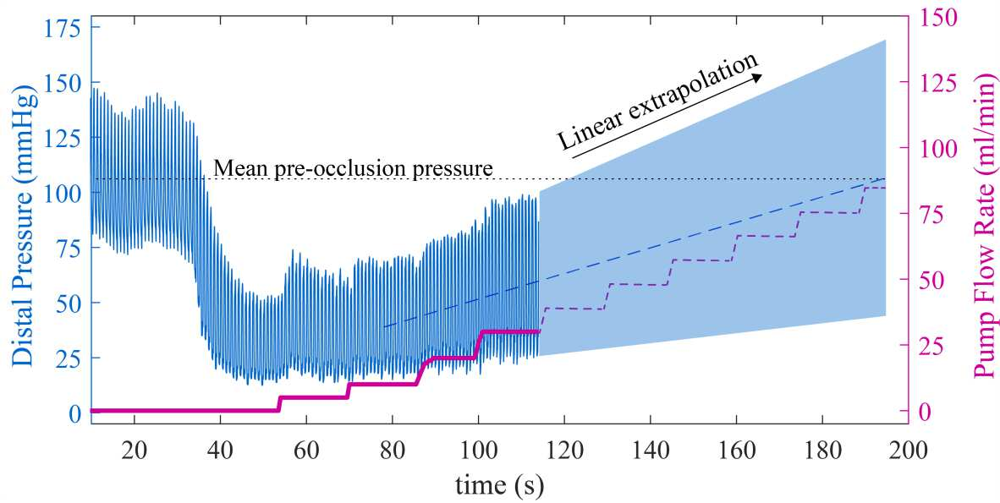 175
150
125
100
75
50
25
0
Distal Pressure (mmHg)
Mean pre-occlusion pressure
Linear extrapolation
150
125
100
75
50
25
0
Pump Flow Rate (ml/min)
20 40 60 80 100 120 140 160 180 200
time (s)